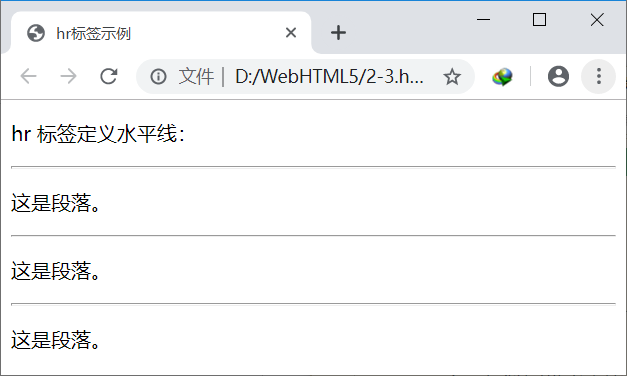 hr标签示例
文件 | D:/WebHTML5/2-3.h...
hr 标签定义水平线：
这是段落。
这是段落。
这是段落。